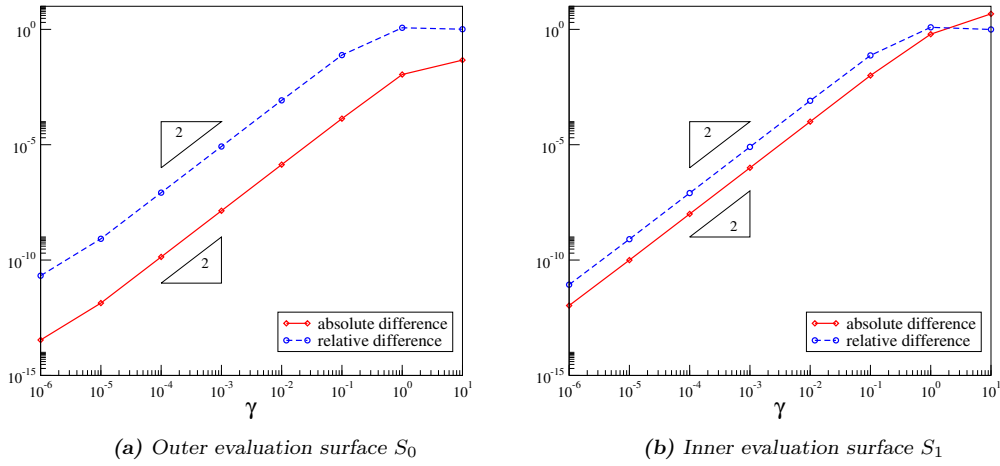 10^0
10^-5
10^-10
10^-15
2
2
absolute difference
relative difference
10^-6 10^-5 10^-4 10^-3 10^-2 10^-1 10^0 10^1
γ
(a) Outer evaluation surface S_0
10^0
10^-5
10^-10
10^-15
2
2
absolute difference
relative difference
10^-6 10^-5 10^-4 10^-3 10^-2 10^-1 10^0 10^1
γ
(b) Inner evaluation surface S_1